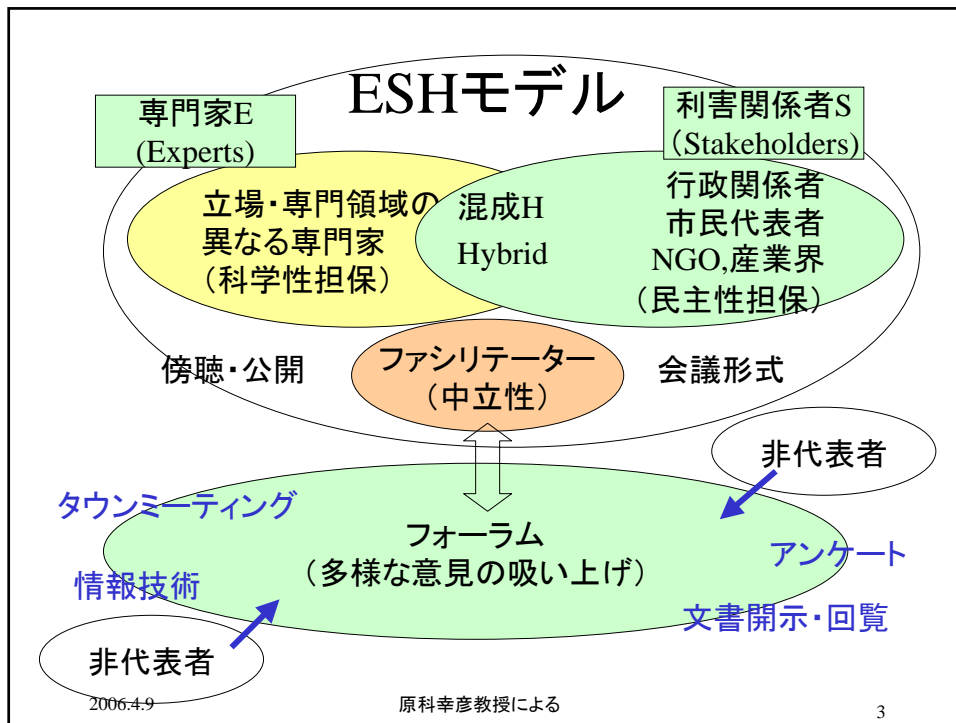 ESHモデル
専門家E
(Experts)
利害関係者S
（Stakeholders)
立場・専門領域の
異なる専門家
（科学性担保）
混成H
Hybrid
行政関係者
市民代表者
NGO,産業界
（民主性担保）
傍聴・公開
ファシリテーター
（中立性）
会議形式
非代表者
タウンミーティング
フォーラム
（多様な意見の吸い上げ）
アンケート
情報技術
文書開示・回覧
非代表者
2006.4.9
原科幸彦教授による
3